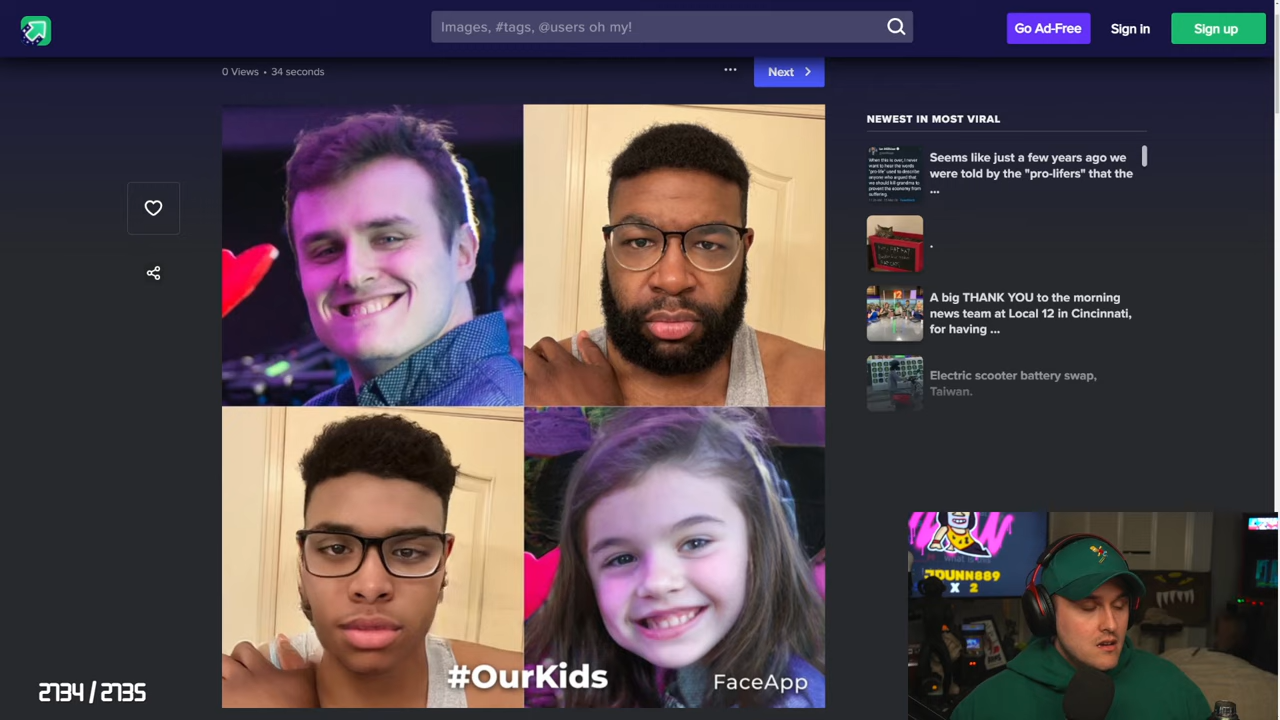 Images, #tags, @users oh my!
Go Ad-Free
Sign in
Sign up
0 Views • 34 seconds
...
Next
NEWEST IN MOST VIRAL
Seems like just a few years ago we
were told by the "pro-lifers" that the
...
.
A big THANK YOU to the morning
news team at Local 12 in Cincinnati,
for having ...
Electric scooter battery swap,
Taiwan.
#OurKids
FaceApp
JDUNN889
X 2
2734 / 2735